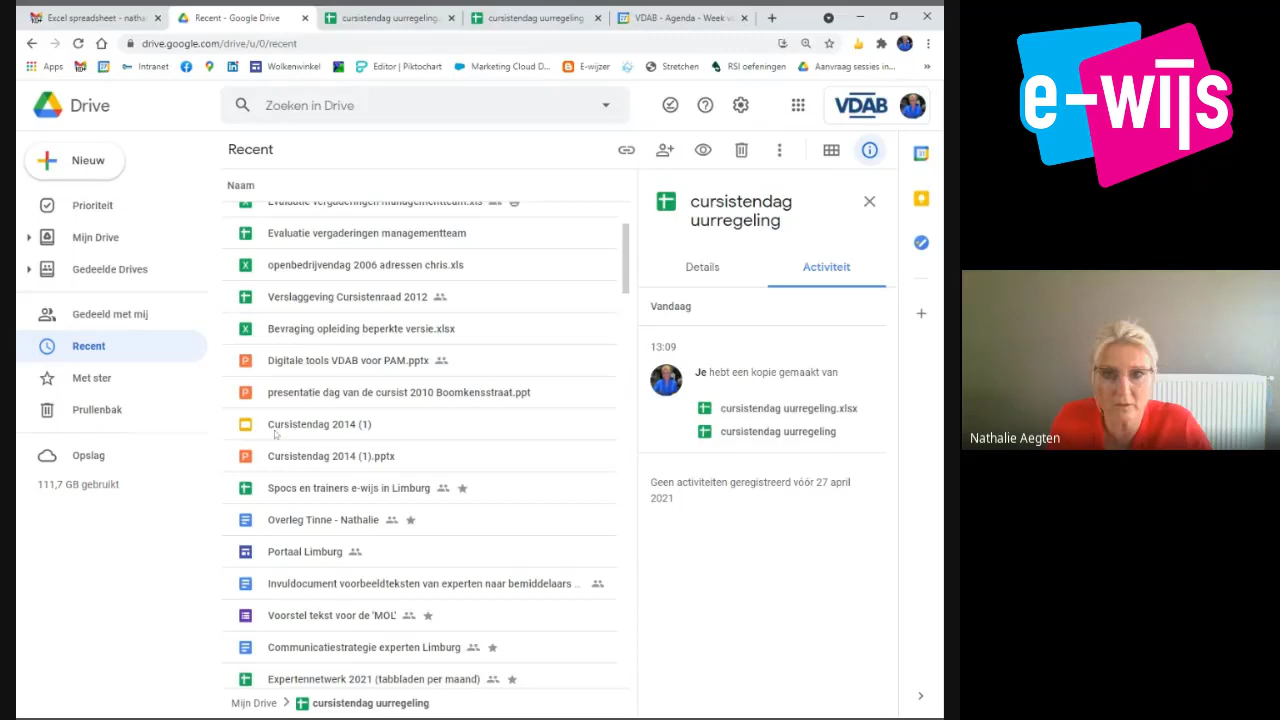 Excel spreadsheet - natha
Recent - Google Drive
cursistendag uurregeling.
cursistendag uurregeling
VDAB - Agenda - Week v
drive.google.com/drive/u/0/recent
Apps
Intranet
Wolkenwinkel
Editor | Piktochart
Marketing Cloud D...
E-wijzer
Stretchen
RSI oefeningen
Aanvraag sessies in...
Drive
Zoeken in Drive
VDAB
Nieuw
Recent
Naam
Prioriteit
Mijn Drive
Gedeelde Drives
Gedeeld met mij
Recent
Met ster
Prullenbak
Opslag
111,7 GB gebruikt
Evaluatie vergaderingen managementteam.xls
Evaluatie vergaderingen managementteam
openbedrijvendag 2006 adressen chris.xls
Verslaggeving Cursistenraad 2012
Bevraging opleiding beperkte versie.xlsx
Digitale tools VDAB voor PAM.pptx
presentatie dag van de cursist 2010 Boomkensstraat.ppt
Cursistendag 2014 (1)
Cursistendag 2014 (1).pptx
Spocs en trainers e-wijs in Limburg
Overleg Tinne - Nathalie
Portaal Limburg
Invuldocument voorbeeldteksten van experten naar bemiddelaars ...
Voorstel tekst voor de 'MOL'
Communicatiestrategie experten Limburg
Expertennetwerk 2021 (tabbladen per maand)
Mijn Drive > cursistendag uurregeling
cursistendag
uurregeling
Details
Activiteit
Vandaag
13:09
Je hebt een kopie gemaakt van
cursistendag uurregeling.xlsx
cursistendag uurregeling
Geen activiteiten geregistreerd vóór 27 april
2021
e-wijs
Nathalie Aegten